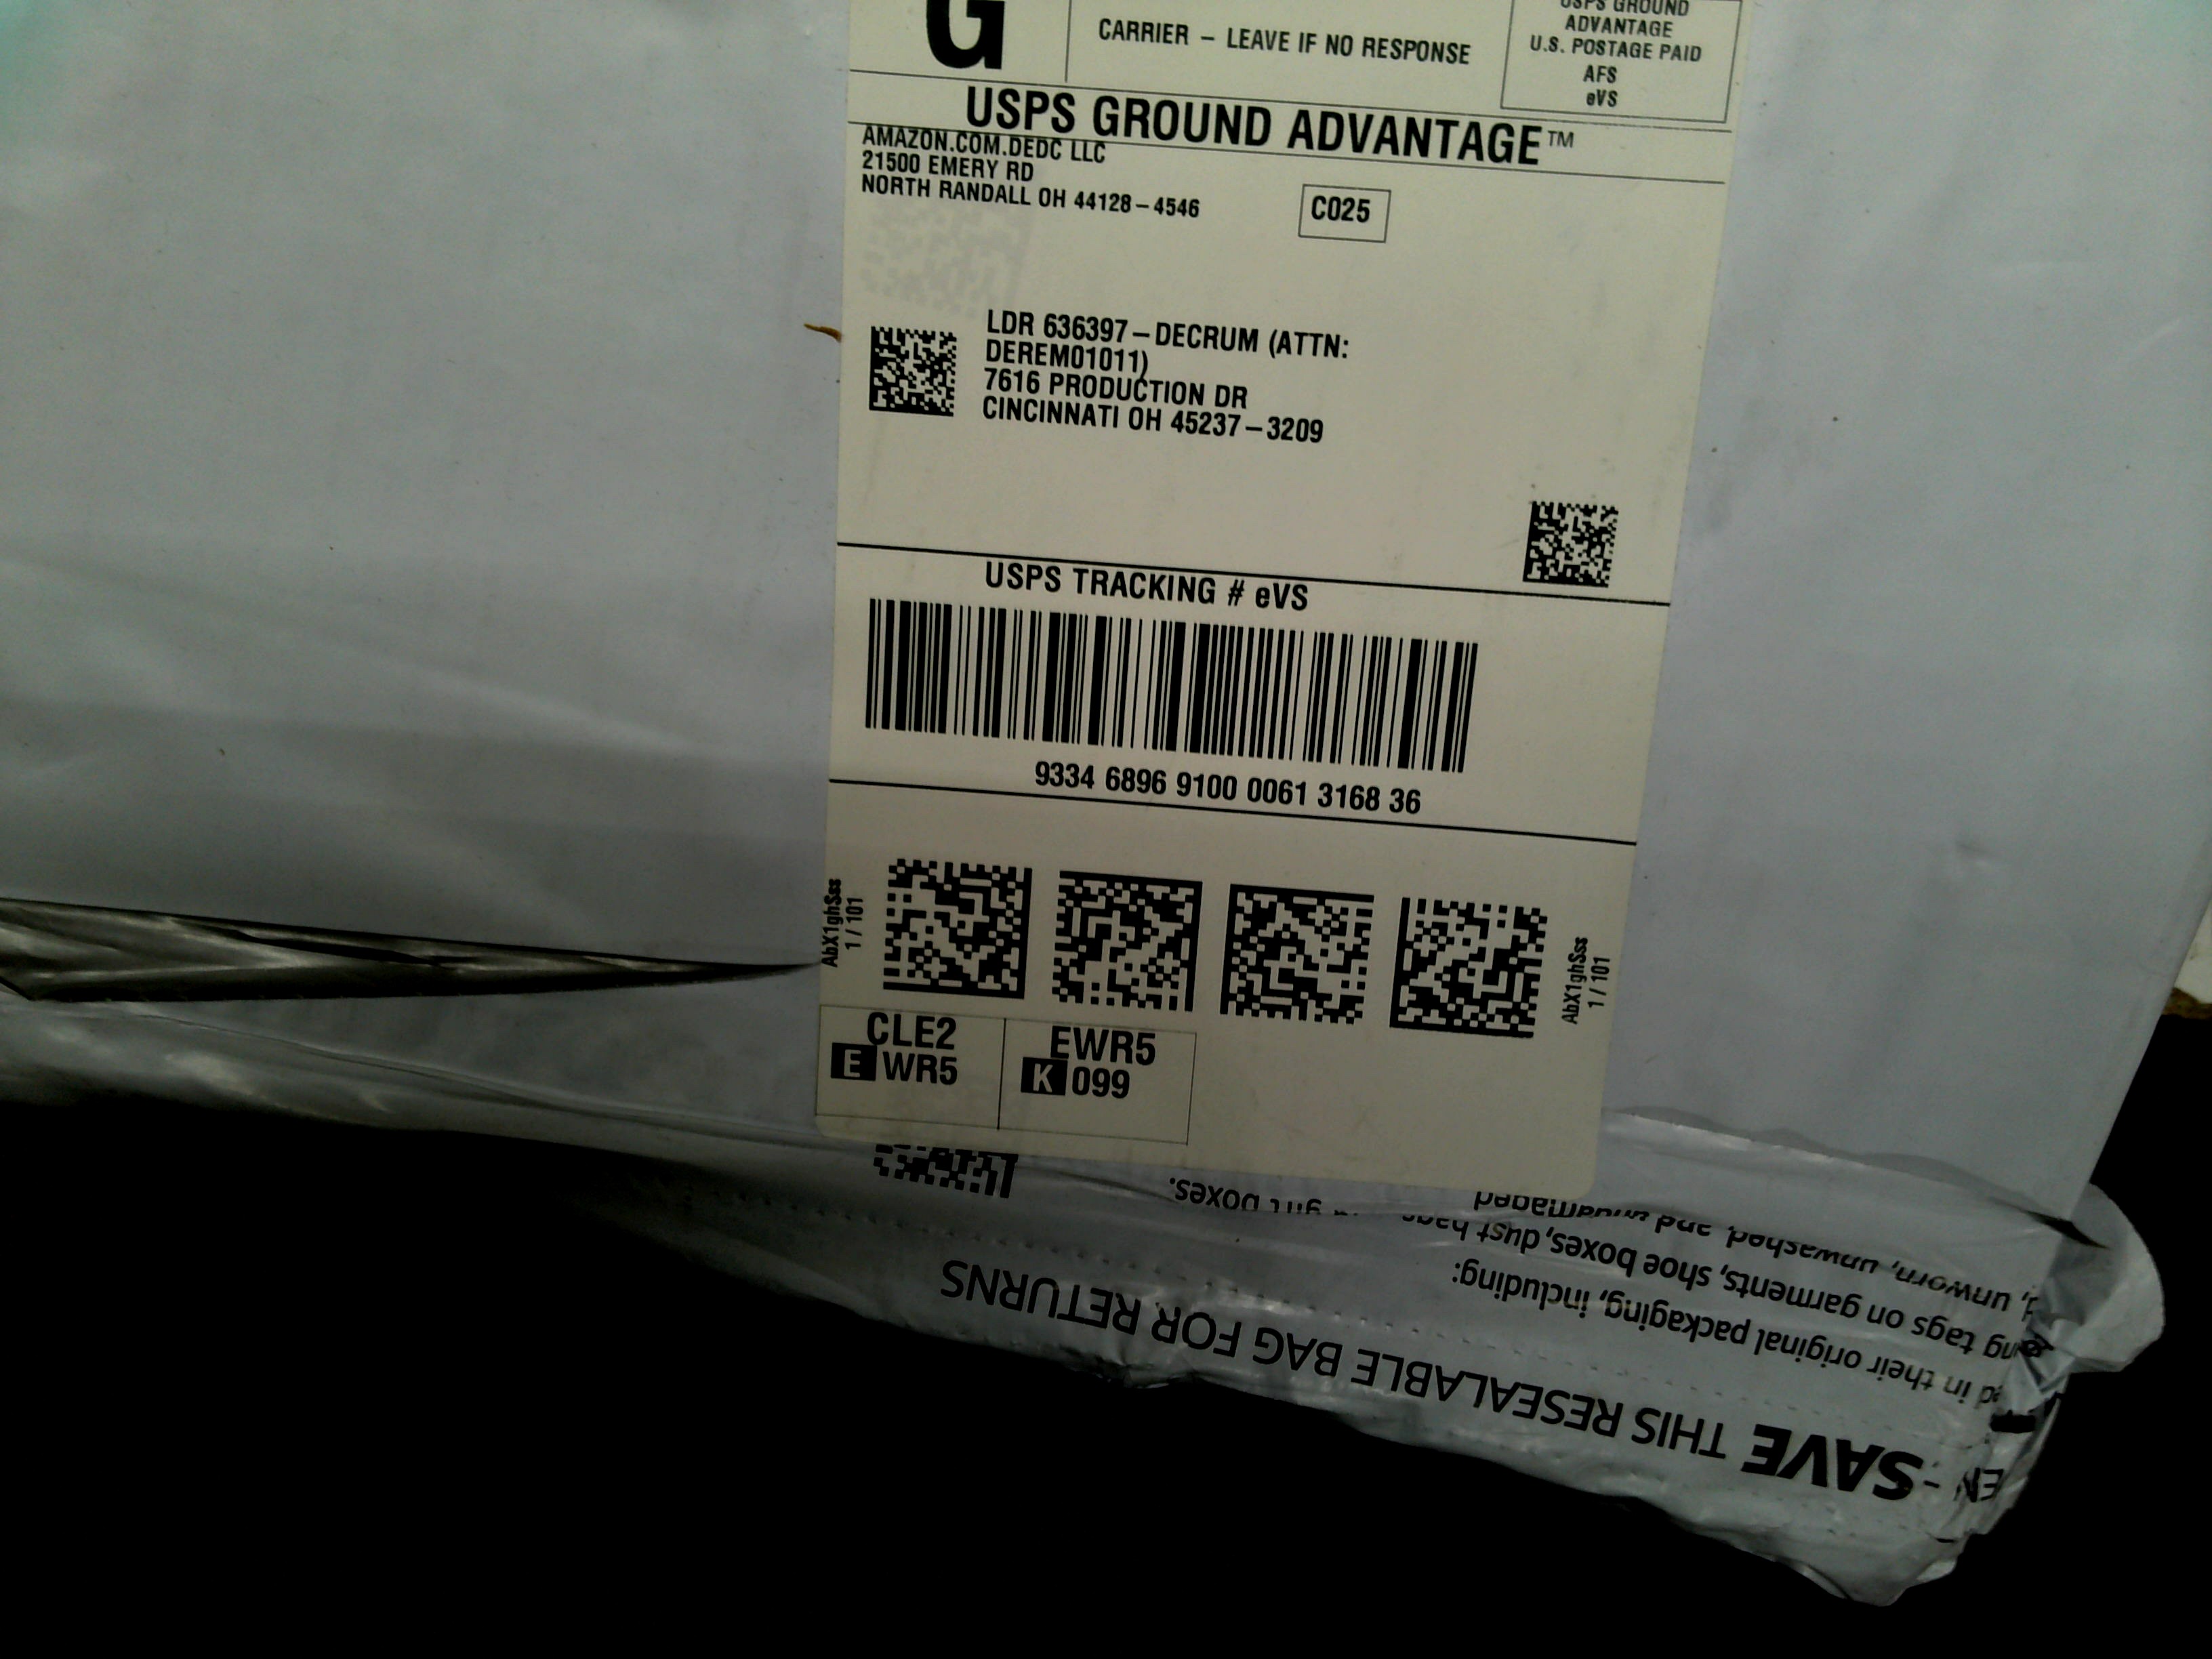 G
CARRIER – LEAVE IF NO RESPONSE
USPS GROUND
ADVANTAGE
U.S. POSTAGE PAID
AFS
eVS
USPS GROUND ADVANTAGE™
AMAZON.COM.DEDC LLC
21500 EMERY RD
NORTH RANDALL OH 44128-4546
C025
LDR 636397-DECRUM (ATTN:
DEREM01011)
7616 PRODUCTION DR
CINCINNATI OH 45237-3209
USPS TRACKING # eVS
9334 6896 9100 0061 3168 36
AbX1ghSss
1 / 101
AbX1ghSss
1 / 101
CLE2
EWR5
EWR5
K 099
EN - SAVE THIS RESEALABLE BAG FOR RETURNS
in their original packaging, including:
tags on garments, shoe boxes, dust bags gift boxes.
unworn, unwashed, and undamaged